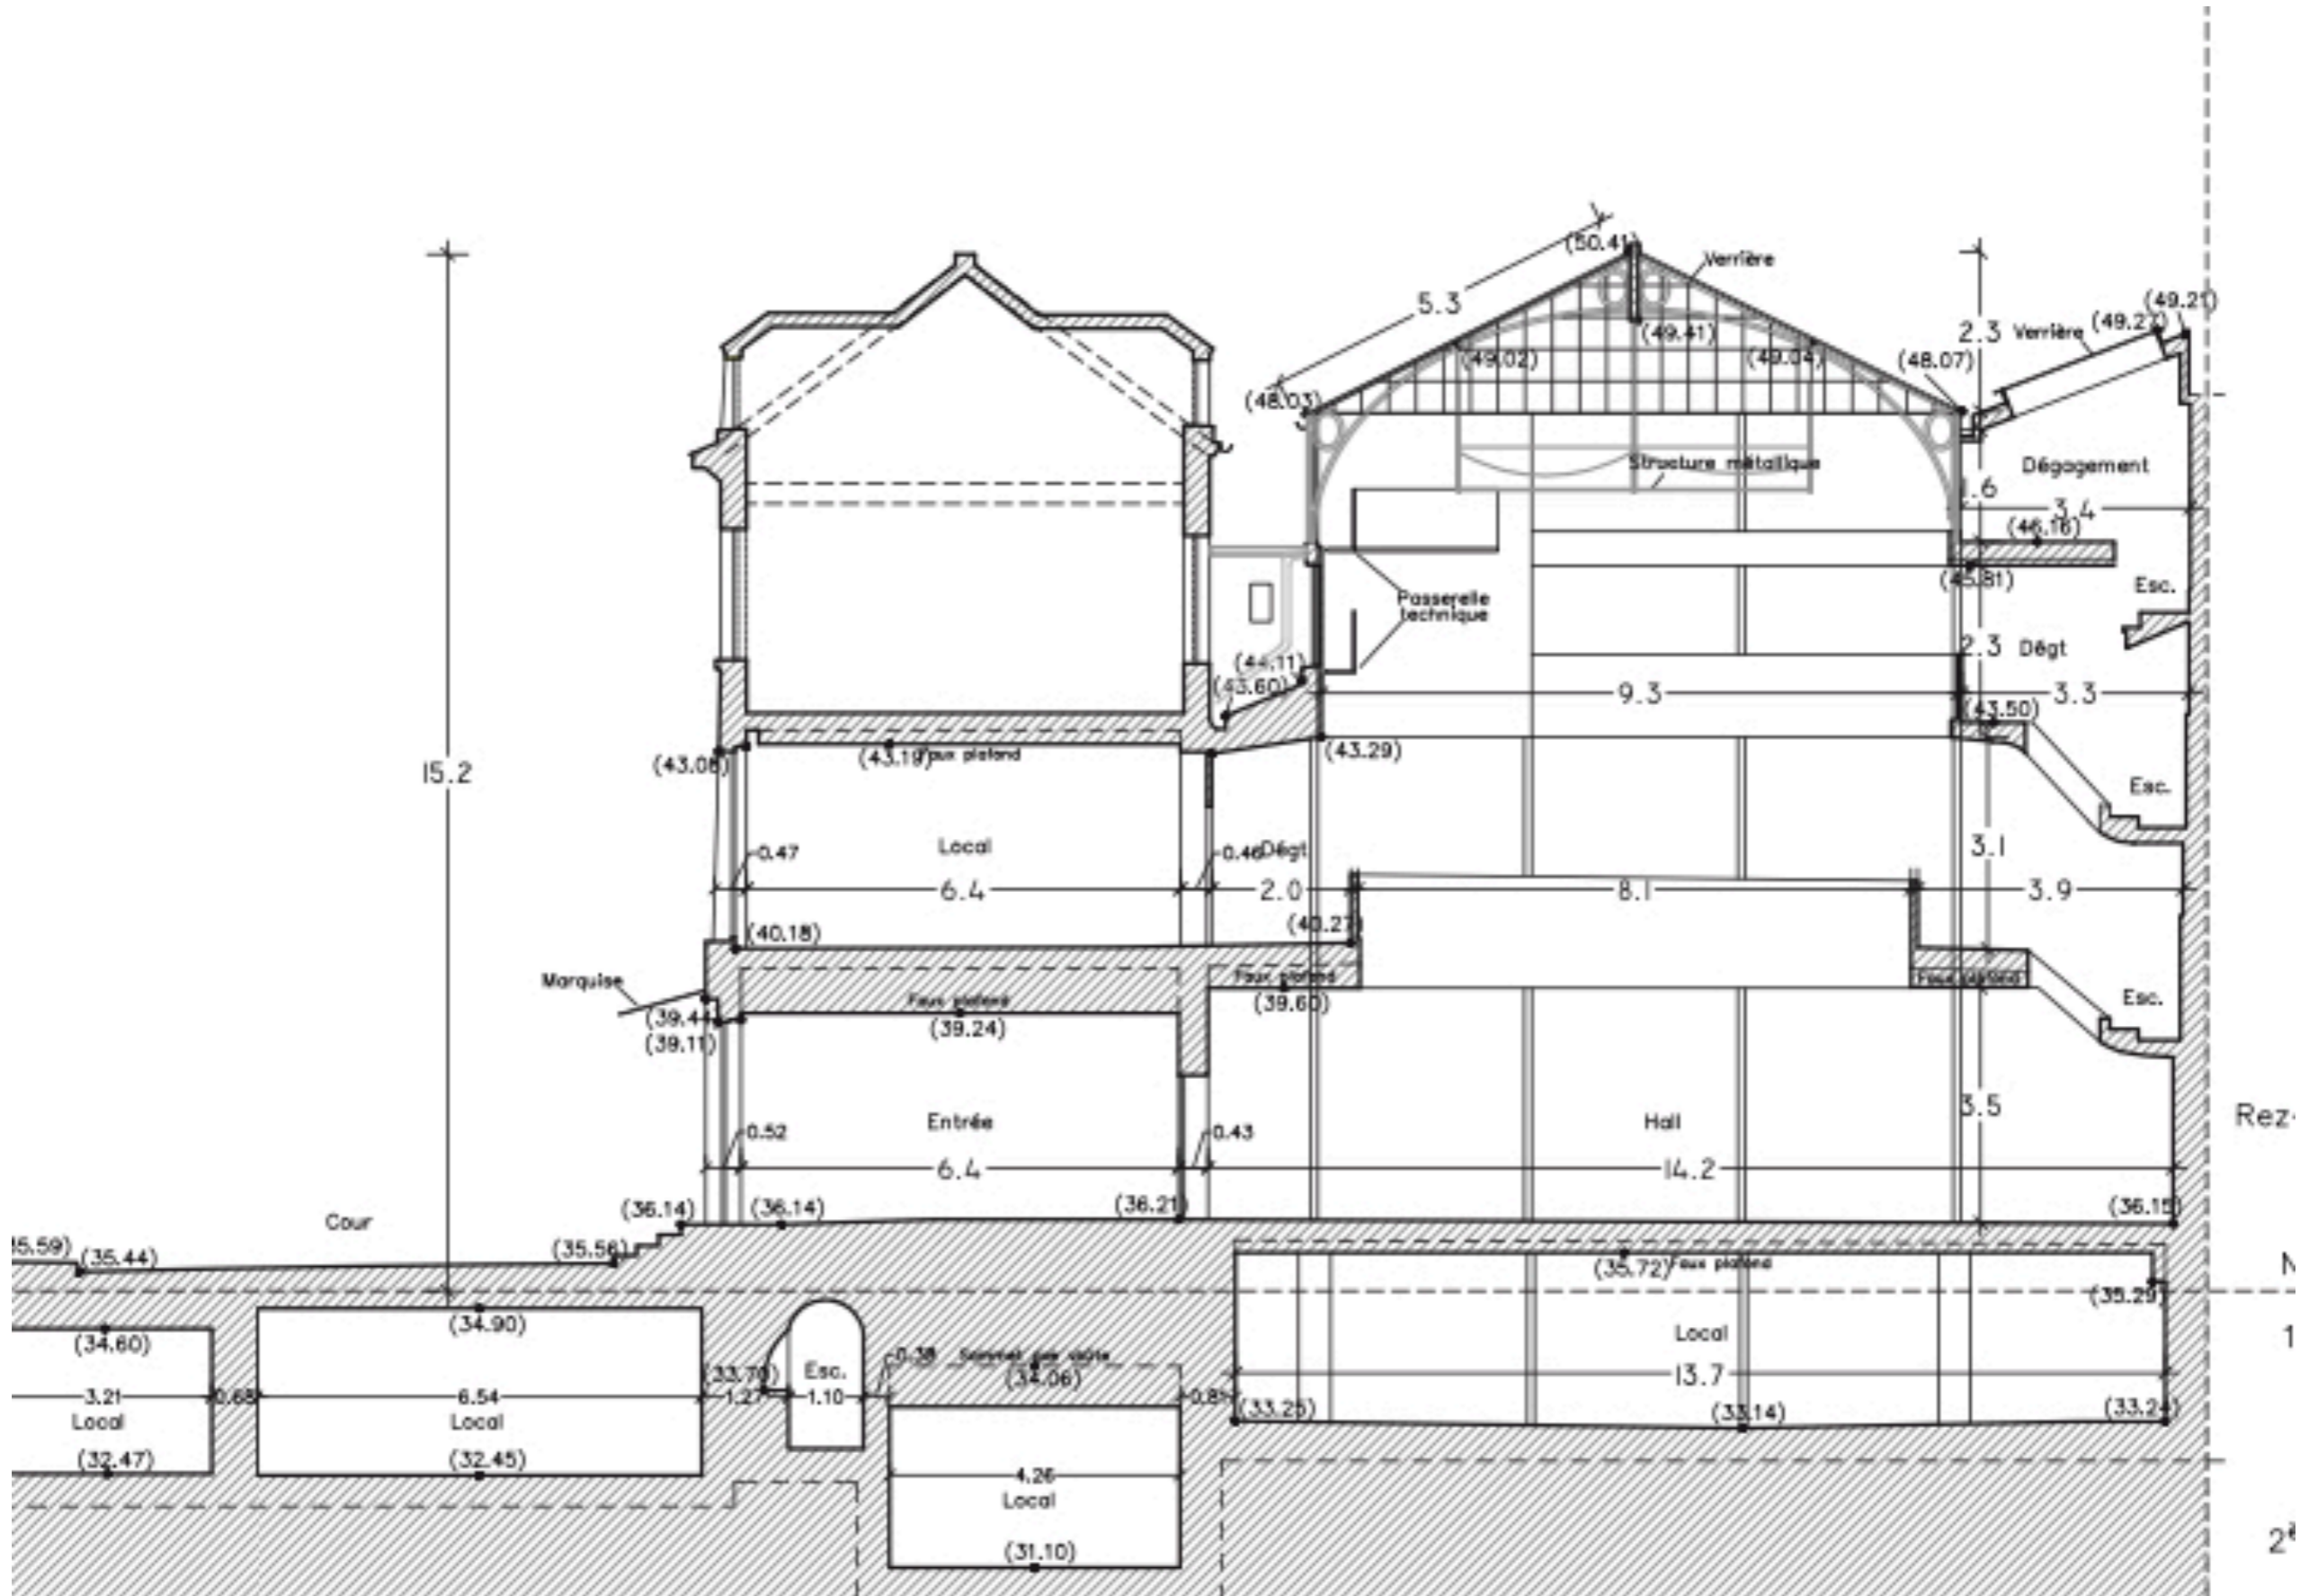 (50.41)
Verrière
5.3
(49.21)
2.3
Verrière
(49.27)
(49.41)
(49.02)
(49.04)
(48.07)
(48.03)
Structure métallique
Dégagement
1.6
3.4
(46.16)
(45.81)
Esc.
Passerelle
technique
2.3
Dégt
(44.11)
(43.60)
9.3
3.3
(43.50)
(43.08)
(43.19)
Faux plafond
(43.29)
15.2
Esc.
Local
0.47
0.46
Dégt
3.1
6.4
2.0
8.1
3.9
(40.18)
(40.27)
Marquise
Faux plafond
Faux plafond
Faux plafond
(39.60)
Esc.
(39.44)
(39.24)
(39.11)
3.5
Entrée
Hall
Rez-
0.52
0.43
6.4
14.2
(36.14)
(36.14)
(36.21)
(36.15)
Cour
35.59)
(35.44)
(35.56)
(35.72)
Faux plafond
N
(35.29)
(34.90)
(34.60)
Local
1
0.38
Sommet de voûte
(34.06)
(33.70)
Esc.
13.7
3.21
0.68
6.54
1.27
1.10
0.81
Local
Local
(33.25)
(33.14)
(33.24)
(32.47)
(32.45)
4.26
Local
2è
(31.10)